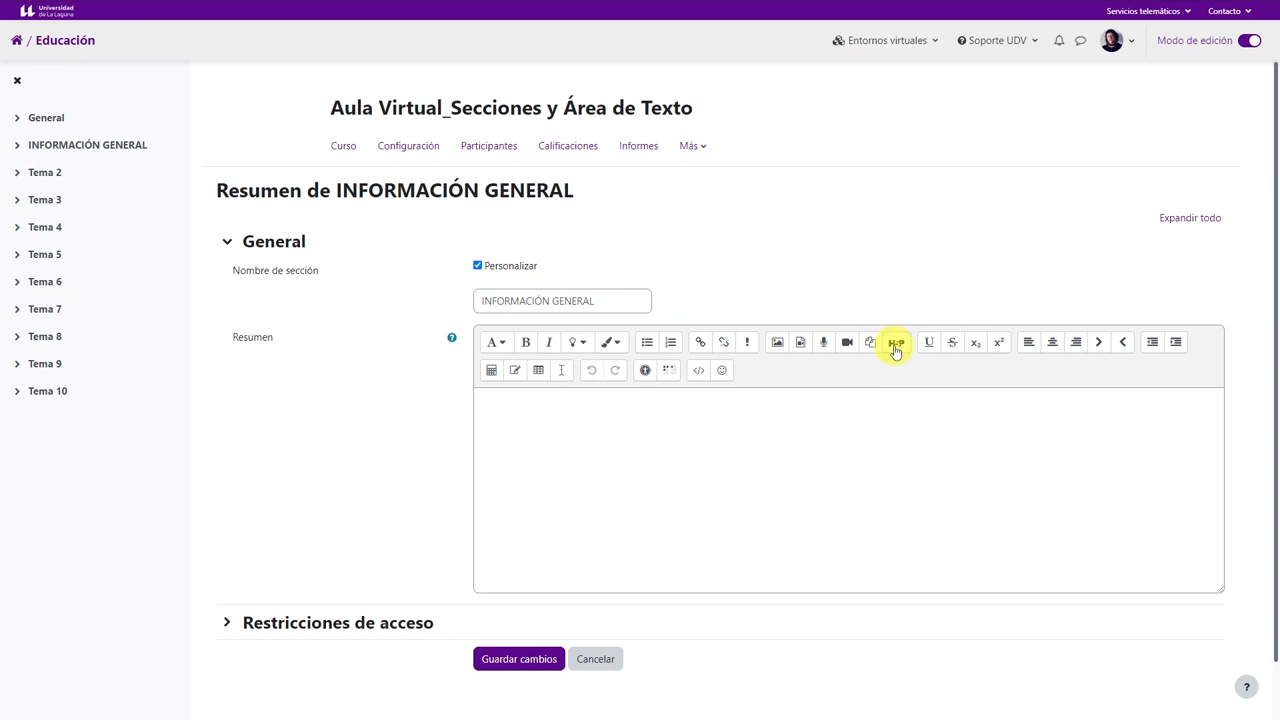 Universidad
de La Laguna
Servicios telemáticos
Contacto
/ Educación
Entornos virtuales
Soporte UDV
Modo de edición
General
INFORMACIÓN GENERAL
Tema 2
Tema 3
Tema 4
Tema 5
Tema 6
Tema 7
Tema 8
Tema 9
Tema 10
Aula Virtual_Secciones y Área de Texto
Curso Configuración Participantes Calificaciones Informes Más
Resumen de INFORMACIÓN GENERAL
Expandir todo
General
Nombre de sección
Personalizar
INFORMACIÓN GENERAL
Resumen
?
A B I H-P U S x₂ x²
</>
Restricciones de acceso
Guardar cambios Cancelar
?